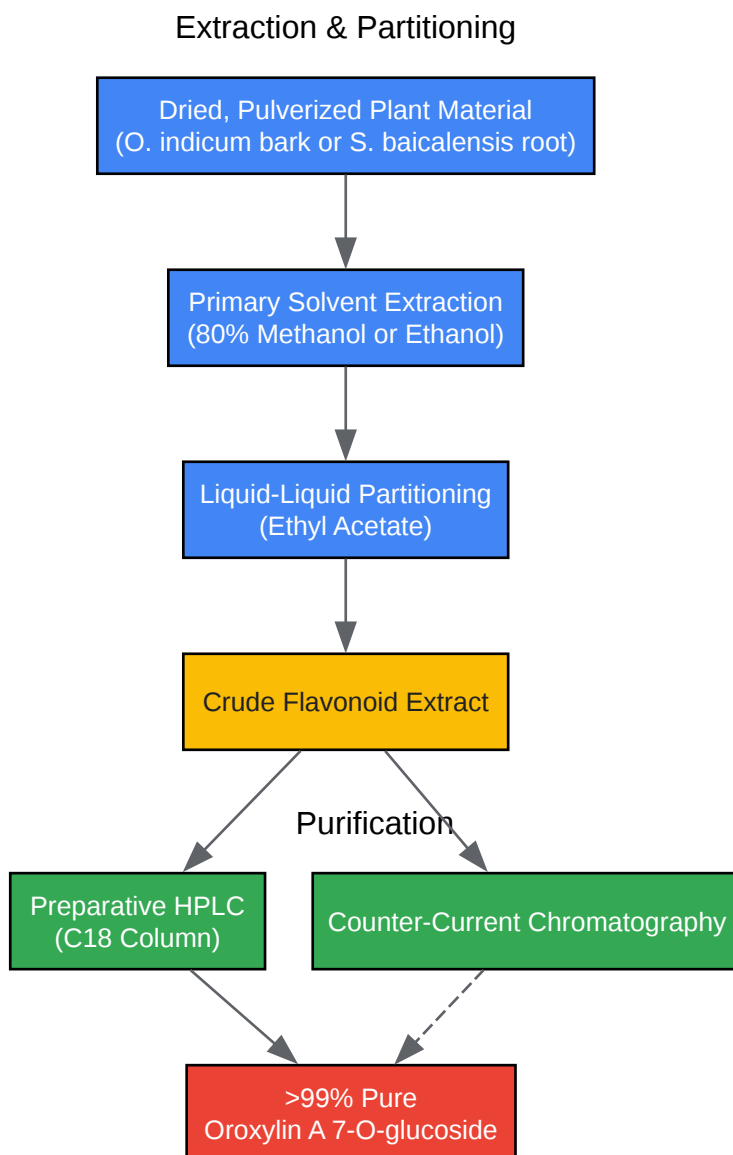 Extraction & Partitioning
Dried, Pulverized Plant Material
(O. indicum bark or S. baicalensis root)
Primary Solvent Extraction
(80% Methanol or Ethanol)
Liquid-Liquid Partitioning
(Ethyl Acetate)
Crude Flavonoid Extract
Purification
Preparative HPLC
(C18 Column)
Counter-Current Chromatography
>99% Pure
Oroxylin A 7-O-glucoside